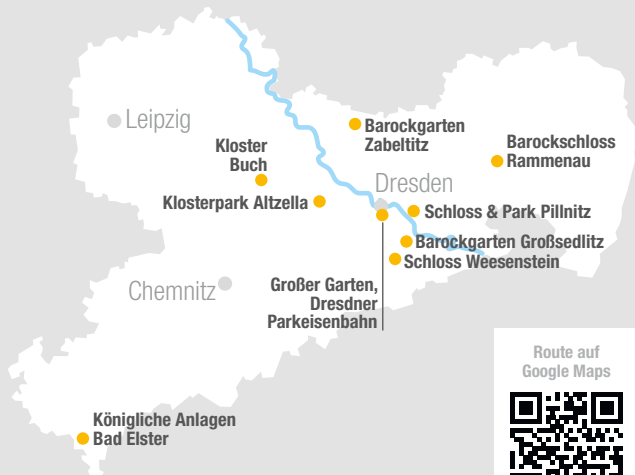 Leipzig
Barockgarten
Zabeltitz
Kloster
Buch
Barockschloss
Rammenau
Dresden
Klosterpark Altzella
Schloss & Park Pillnitz
Barockgarten Großsedlitz
Schloss Weesenstein
Chemnitz
Großer Garten,
Dresdner
Parkeisenbahn
Route auf
Google Maps
Königliche Anlagen
Bad Elster